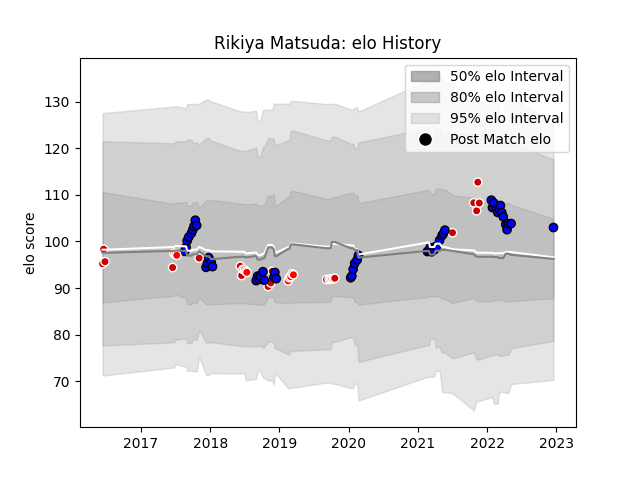 Rikiya Matsuda: elo History
50% elo Interval
80% elo Interval
95% elo Interval
Post Match elo
elo score
130
120
110
100
90
80
70
2017
2018
2019
2020
2021
2022
2023